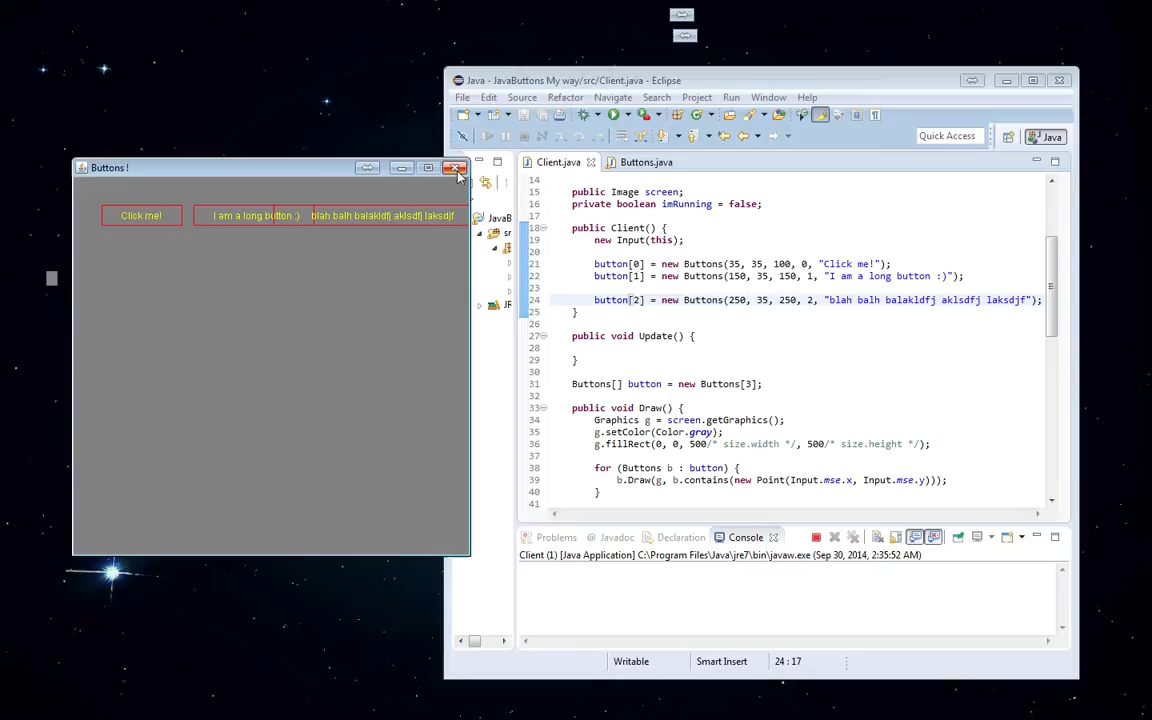 Java - JavaButtons My way/src/Client.java - Eclipse
File Edit Source Refactor Navigate Search Project Run Window Help
Quick Access
Java
Buttons !
Click me!
I am a long button :)
blah balh balakldfj aklsdfj laksdjf
JavaB
sr
JR
Client.java
Buttons.java
14
15 public Image screen;
16 private boolean imRunning = false;
17
18 public Client() {
19 new Input(this);
20
21 button[0] = new Buttons(35, 35, 100, 0, "Click me!");
22 button[1] = new Buttons(150, 35, 150, 1, "I am a long button :)");
23
24 button[2] = new Buttons(250, 35, 250, 2, "blah balh balakldfj aklsdfj laksdjf");
25 }
26
27 public void Update() {
28
29 }
30
31 Buttons[] button = new Buttons[3];
32
33 public void Draw() {
34 Graphics g = screen.getGraphics();
35 g.setColor(Color.gray);
36 g.fillRect(0, 0, 500/* size.width */, 500/* size.height */);
37
38 for (Buttons b : button) {
39 b.Draw(g, b.contains(new Point(Input.mse.x, Input.mse.y)));
40 }
41
Problems Javadoc Declaration Console
Client (1) [Java Application] C:\Program Files\Java\jre7\bin\javaw.exe (Sep 30, 2014, 2:35:52 AM)
Writable Smart Insert 24 : 17